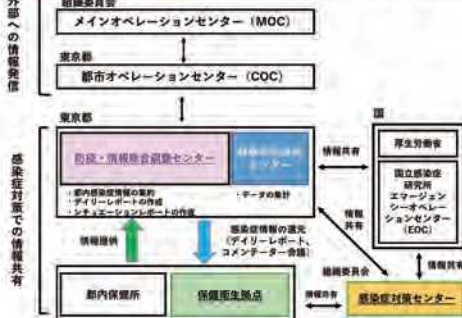 外部への情報発信
組織委員会
メインオペレーションセンター（MOC）
東京都
都市オペレーションセンター（COC）
感染症対策での情報共有
東京都
防疫・情報総合調整センター
センター
・都内感染症情報の集約
・デイリーレポートの作成
・シチュエーションレポートの作成
・データの集計
情報共有
国
厚生労働省
国立感染症
研究所
エマージェン
シーオペレー
ションセンター
（EOC）
情報提供
感染症情報の還元
（デイリーレポート、
コメンテーター会議）
情報
共有
組織委員会
情報共有
都内保健所
保健衛生拠点
情報共有
感染症対策センター